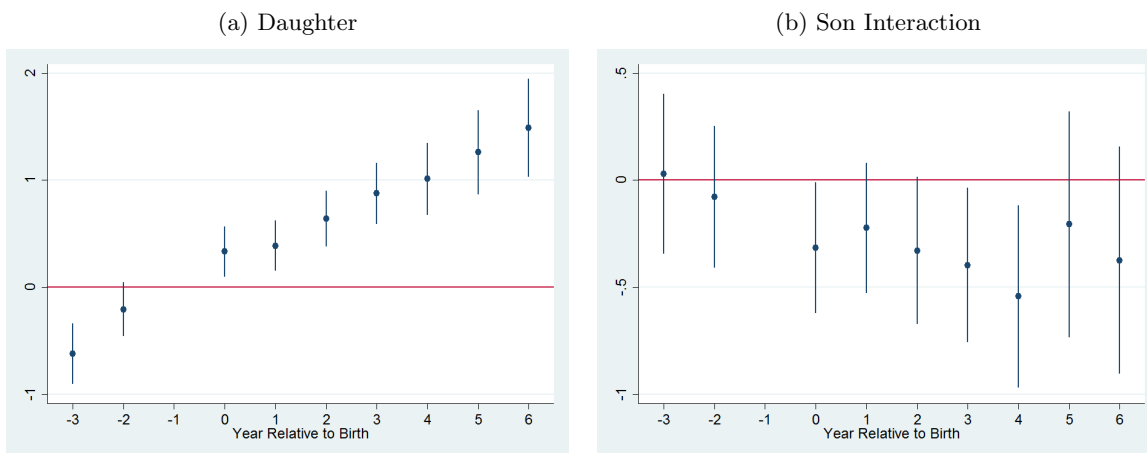 (a) Daughter
(b) Son Interaction
2
1
0
-1
-3 -2 -1 0 1 2 3 4 5 6
Year Relative to Birth
.5
0
-.5
-1
-3 -2 -1 0 1 2 3 4 5 6
Year Relative to Birth